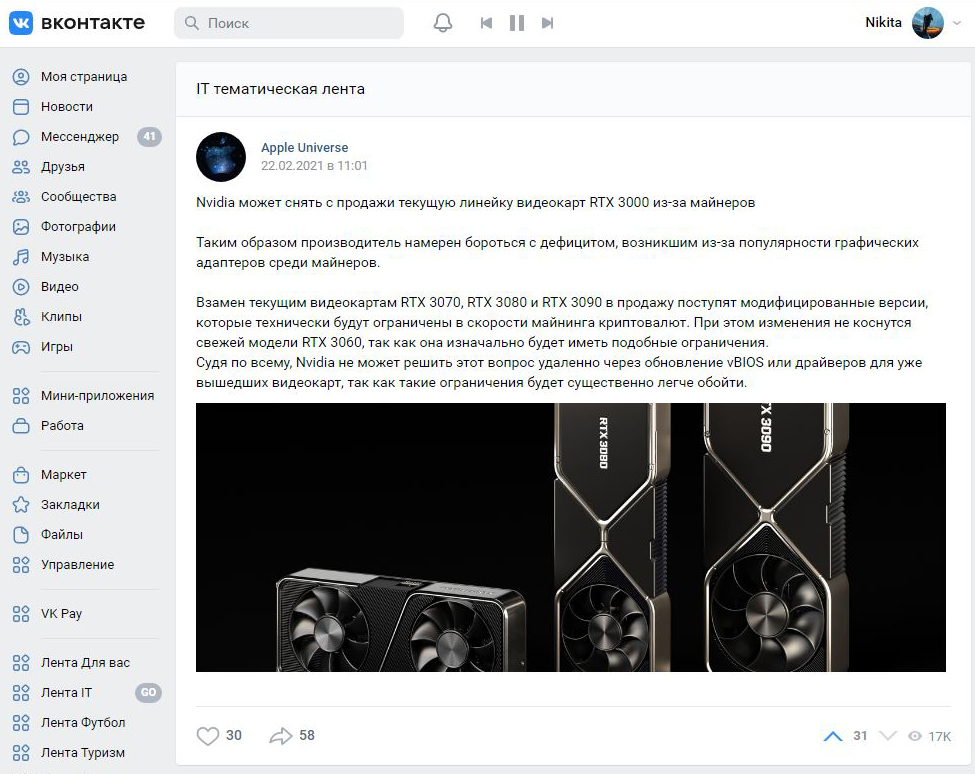 вконтакте
Поиск
Nikita
Моя страница
Новости
Мессенджер 41
Друзья
Сообщества
Фотографии
Музыка
Видео
Клипы
Игры
Мини-приложения
Работа
Маркет
Закладки
Файлы
Управление
VK Pay
Лента Для вас
Лента IT GO
Лента Футбол
Лента Туризм
IT тематическая лента
Apple Universe
22.02.2021 в 11:01
Nvidia может снять с продажи текущую линейку видеокарт RTX 3000 из-за майнеров
Таким образом производитель намерен бороться с дефицитом, возникшим из-за популярности графических
адаптеров среди майнеров.
Взамен текущим видеокартам RTX 3070, RTX 3080 и RTX 3090 в продажу поступят модифицированные версии,
которые технически будут ограничены в скорости майнинга криптовалют. При этом изменения не коснутся
свежей модели RTX 3060, так как она изначально будет иметь подобные ограничения.
Судя по всему, Nvidia не может решить этот вопрос удаленно через обновление vBIOS или драйверов для уже
вышедших видеокарт, так как такие ограничения будет существенно легче обойти.
RTX 3080
RTX 3090
30
58
31
17K